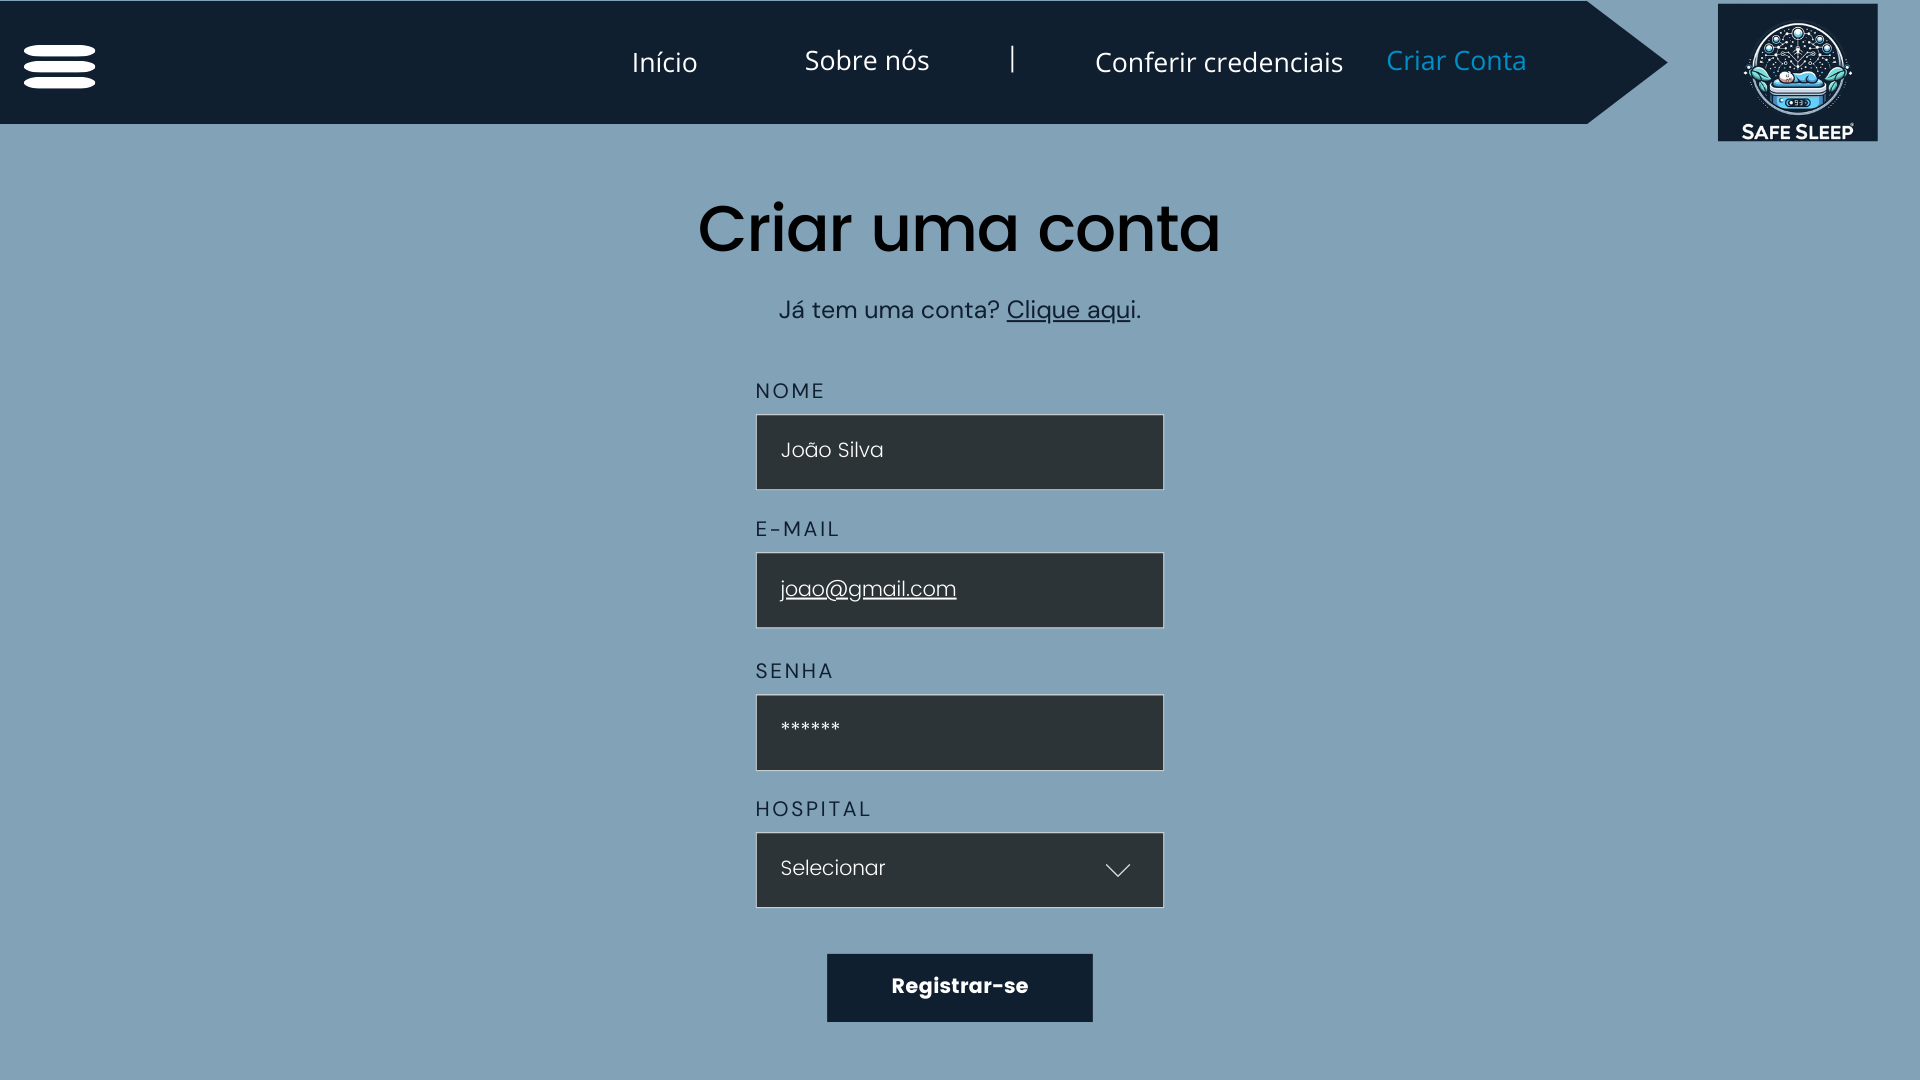 Início Sobre nós | Conferir credenciais Criar Conta
SAFE SLEEP
Criar uma conta
Já tem uma conta? Clique aqui.
NOME
João Silva
E-MAIL
joao@gmail.com
SENHA
******
HOSPITAL
Selecionar
Registrar-se